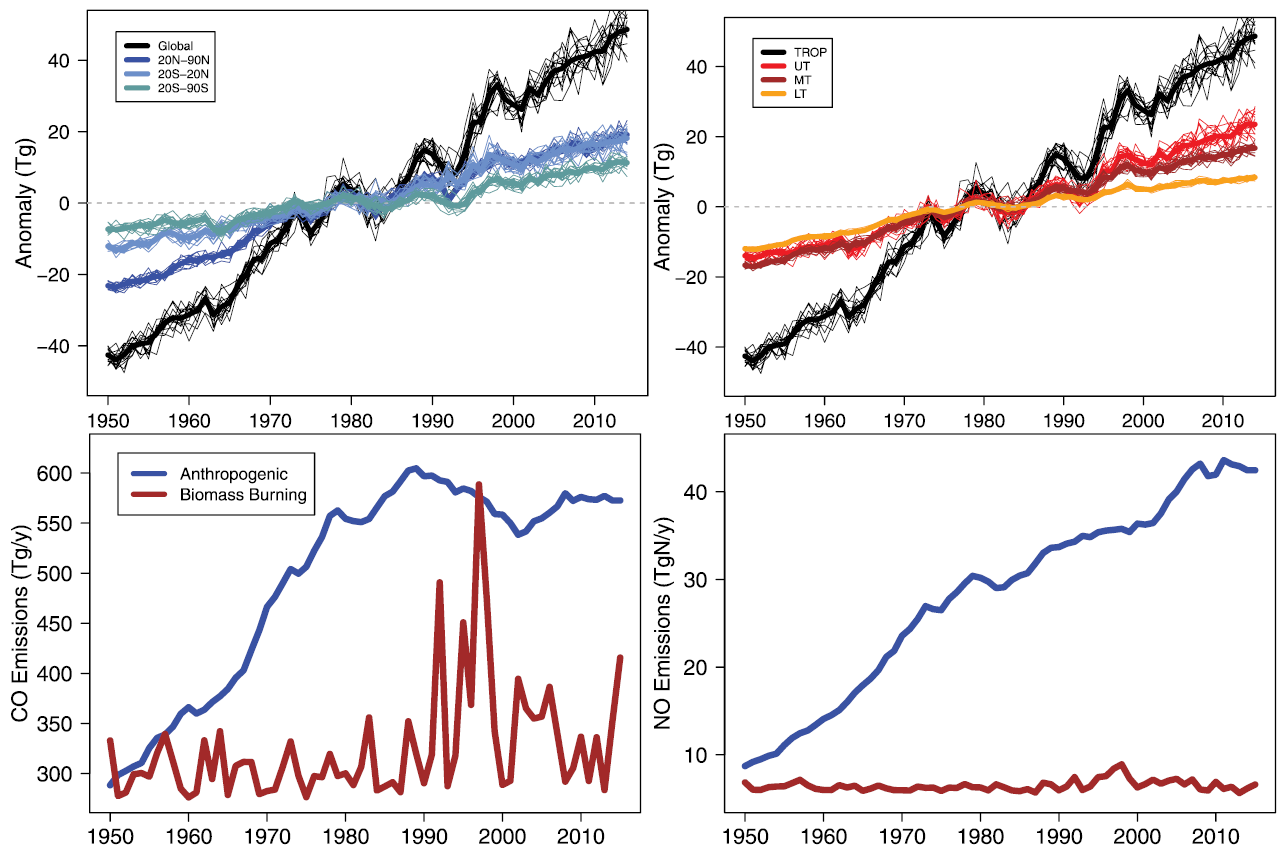 Anomaly (Tg)
40
20
0
−20
−40
Global
20N−90N
20S−20N
20S−90S
1950 1960 1970 1980 1990 2000 2010
Anomaly (Tg)
40
20
0
−20
−40
TROP
UT
MT
LT
1950 1960 1970 1980 1990 2000 2010
CO Emissions (Tg/y)
600
550
500
450
400
350
300
Anthropogenic
Biomass Burning
1950 1960 1970 1980 1990 2000 2010
NO Emissions (TgN/y)
40
30
20
10
1950 1960 1970 1980 1990 2000 2010